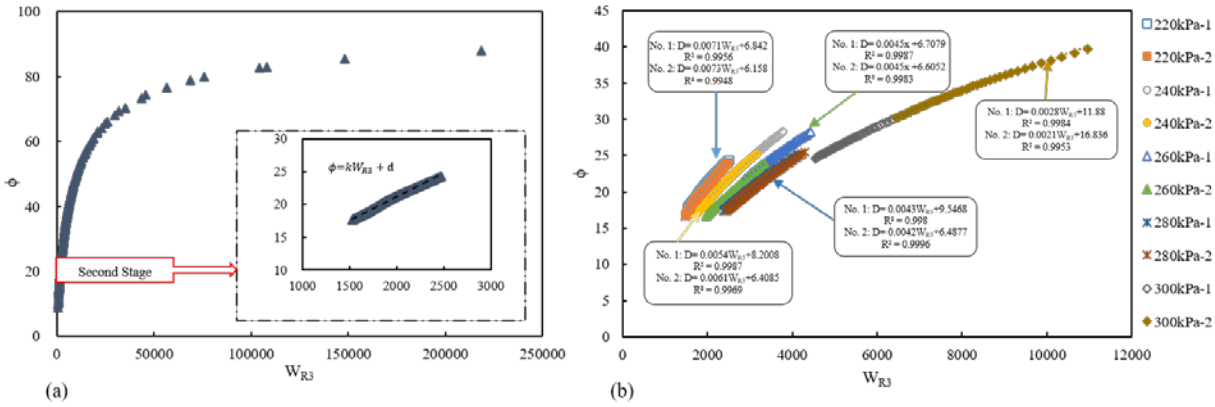 100
80
60
40
20
0
ϕ
0
50000
100000
150000
200000
250000
W_R3
(a)
Second Stage
ϕ=kW_R3 + d
30
25
20
15
10
1000
1500
2000
2500
3000
45
40
35
30
25
20
15
10
5
0
ϕ
0
2000
4000
6000
8000
10000
12000
W_R3
(b)
No. 1: D= 0.0071W_R3+6.842
R² = 0.9956
No. 2: D= 0.0073W_R3+6.158
R² = 0.9948
No. 1: D= 0.0045x +6.7079
R² = 0.9987
No. 2: D= 0.0045x +6.6052
R² = 0.9983
No. 1: D= 0.0028W_R3+11.88
R² = 0.9984
No. 2: D= 0.0021W_R3+16.836
R² = 0.9953
No. 1: D= 0.0043W_R3+9.5468
R² = 0.998
No. 2: D= 0.0042W_R3+6.4877
R² = 0.9996
No. 1: D= 0.0054W_R3+8.2008
R² = 0.9987
No. 2: D= 0.0061W_R3+6.4085
R² = 0.9969
220kPa-1
220kPa-2
240kPa-1
240kPa-2
260kPa-1
260kPa-2
280kPa-1
280kPa-2
300kPa-1
300kPa-2